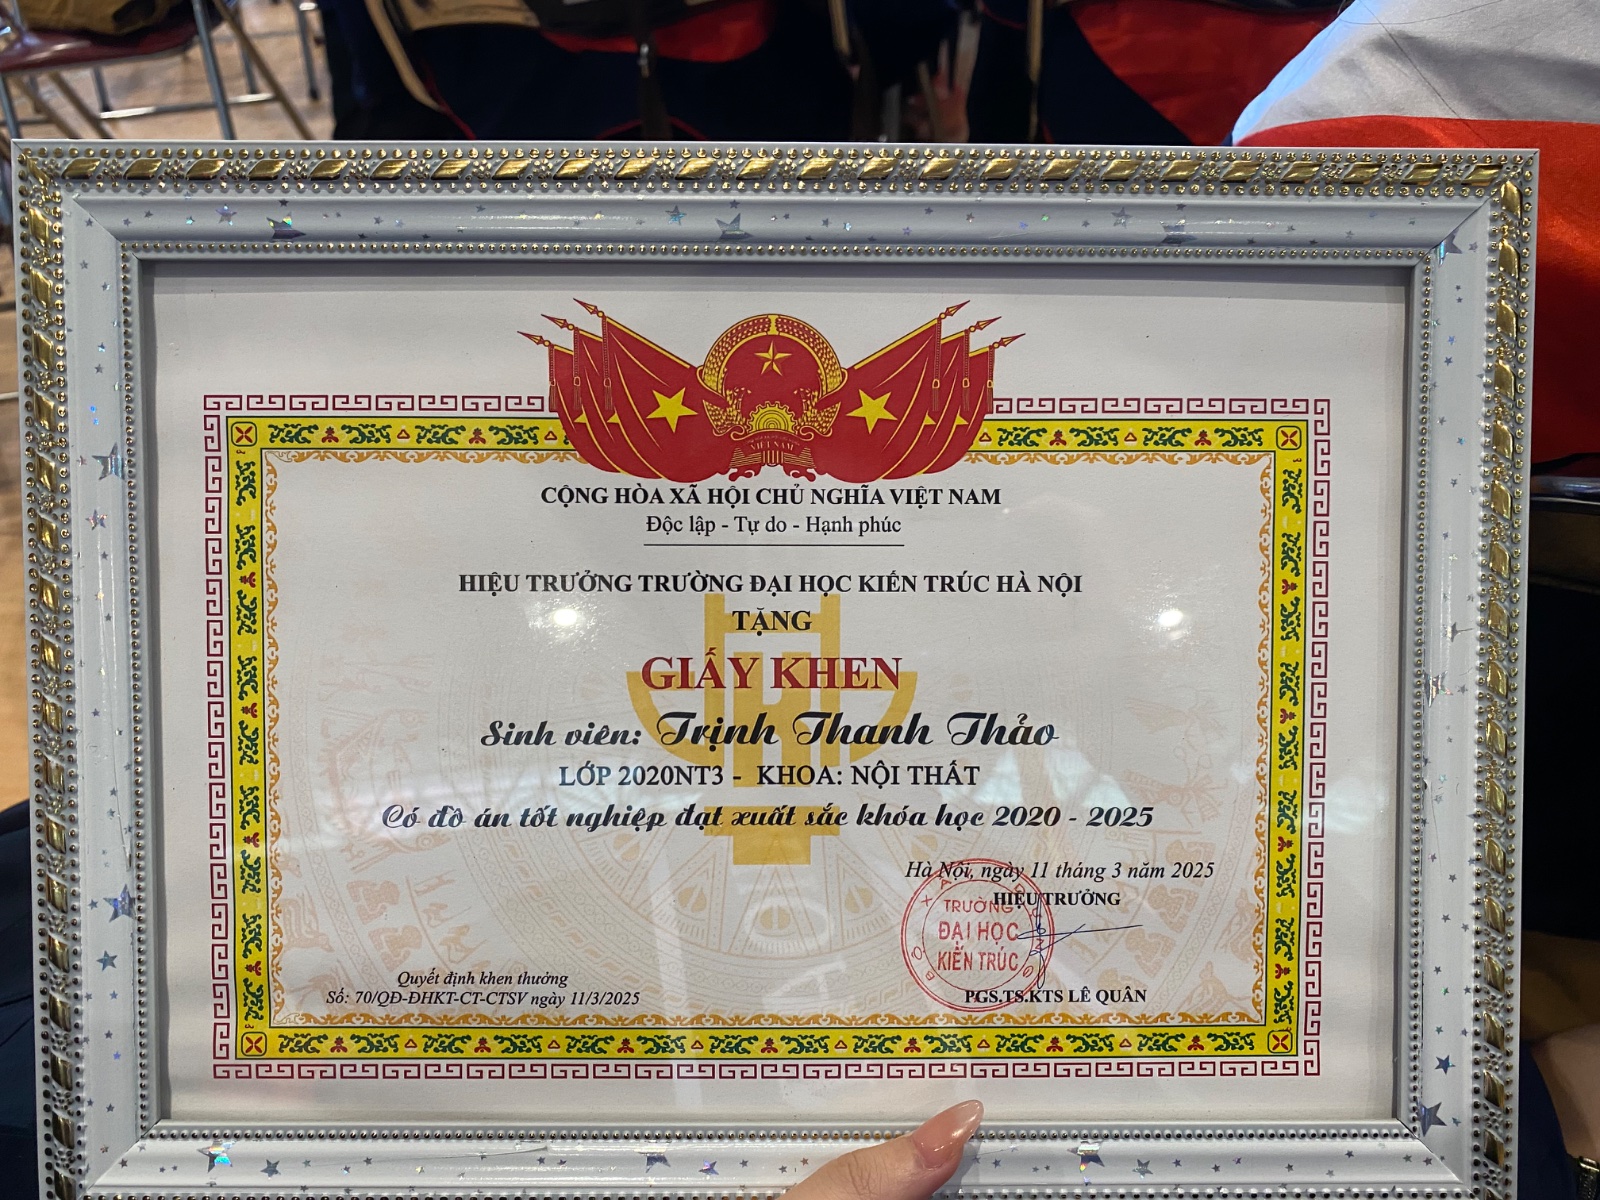 VIỆT NAM
CỘNG HÒA XÃ HỘI CHỦ NGHĨA VIỆT NAM
Độc lập - Tự do - Hạnh phúc
HIỆU TRƯỞNG TRƯỜNG ĐẠI HỌC KIẾN TRÚC HÀ NỘI
TẶNG
GIẤY KHEN
Sinh viên: Trịnh Thanh Thảo
LỚP 2020NT3 - KHOA: NỘI THẤT
Có đồ án tốt nghiệp đạt xuất sắc khóa học 2020 - 2025
Hà Nội, ngày 11 tháng 3 năm 2025
HIỆU TRƯỞNG
TRƯỜNG
ĐẠI HỌC
KIẾN TRÚC
PGS.TS.KTS LÊ QUÂN
Quyết định khen thưởng
Số: 70/QĐ-ĐHKT-CT-CTSV ngày 11/3/2025